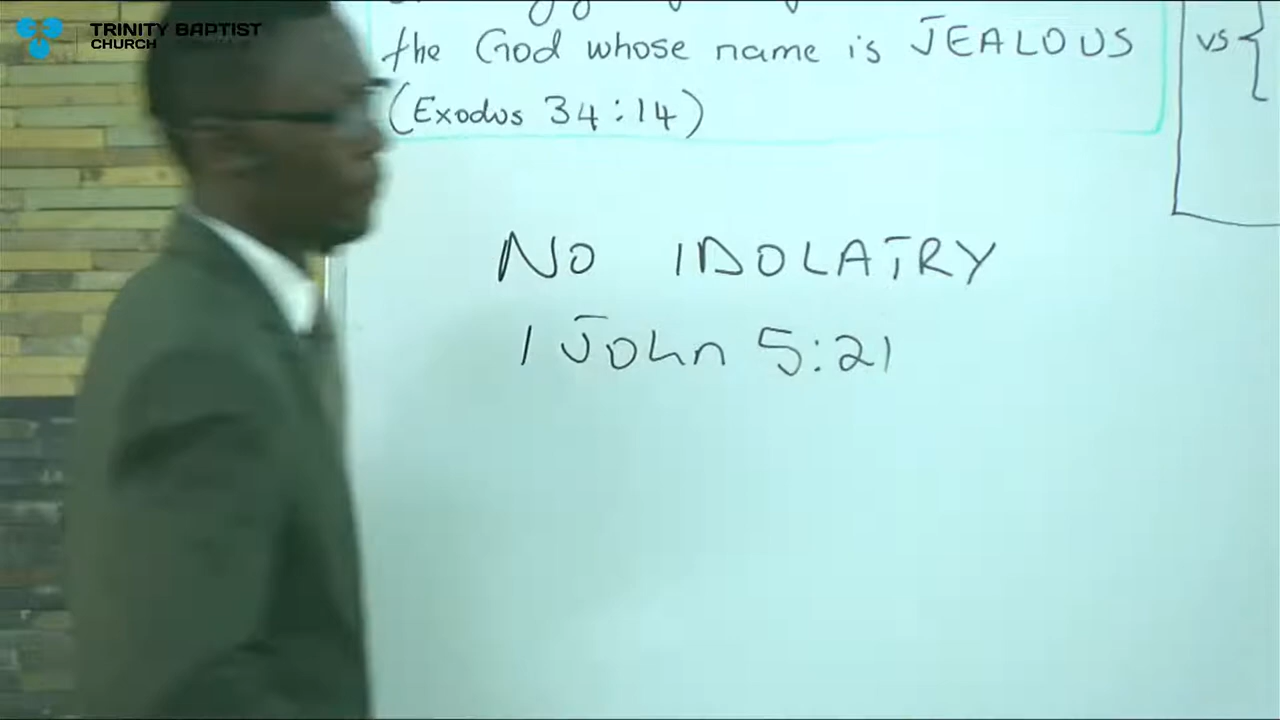 TRINITY BAPTIST
CHURCH
the God whose name is JEALOUS
(Exodus 34:14)
vs {
NO IDOLATRY
1 John 5:21